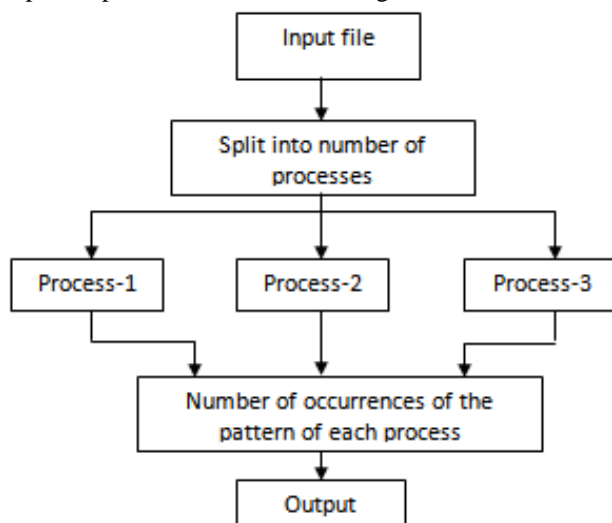 Input file
Split into number of
processes
Process-1
Process-2
Process-3
Number of occurrences of the
pattern of each process
Output